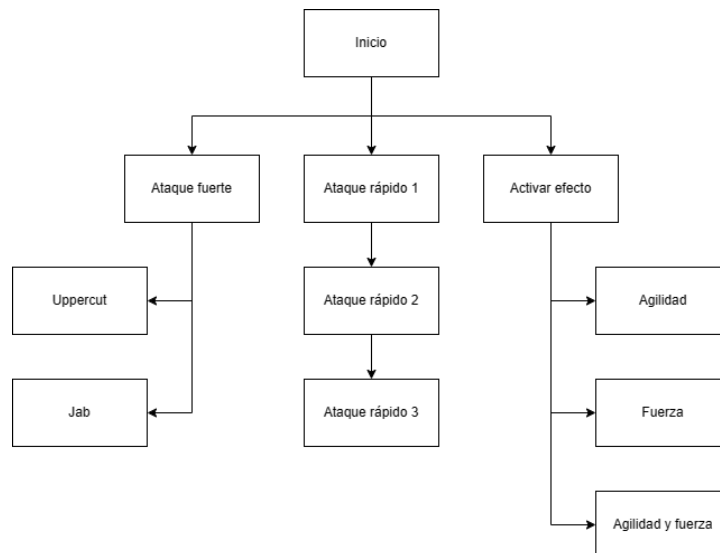 Inicio
Ataque fuerte
Ataque rápido 1
Activar efecto
Uppercut
Ataque rápido 2
Agilidad
Jab
Ataque rápido 3
Fuerza
Agilidad y fuerza